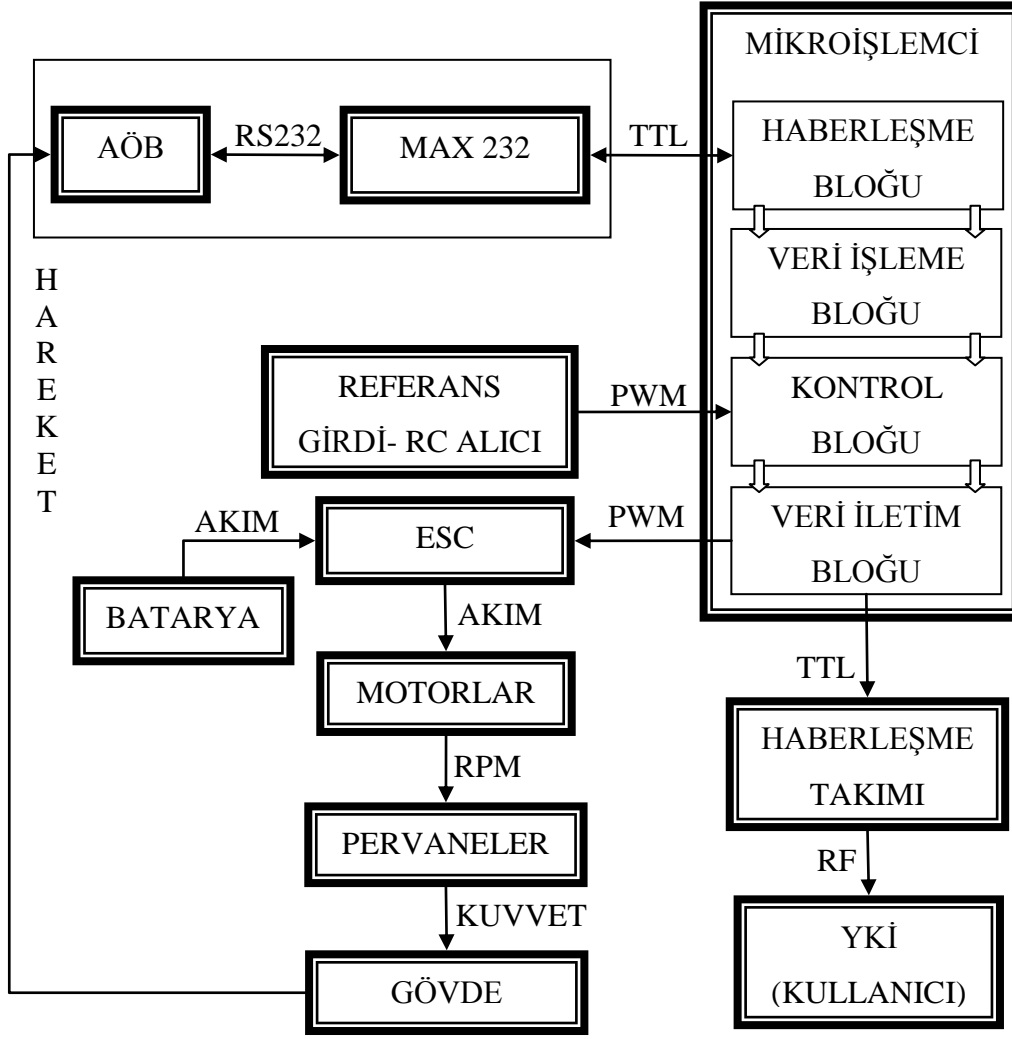 MİKROİŞLEMCİ
AÖB
RS232
MAX 232
TTL
HABERLEŞME
BLOĞU
VERİ İŞLEME
BLOĞU
HAREKET
REFERANS
GİRDİ- RC ALICI
PWM
KONTROL
BLOĞU
AKIM
ESC
PWM
VERİ İLETİM
BLOĞU
BATARYA
AKIM
TTL
MOTORLAR
HABERLEŞME
TAKIMI
RPM
PERVANELER
RF
KUVVET
YKİ
(KULLANICI)
GÖVDE